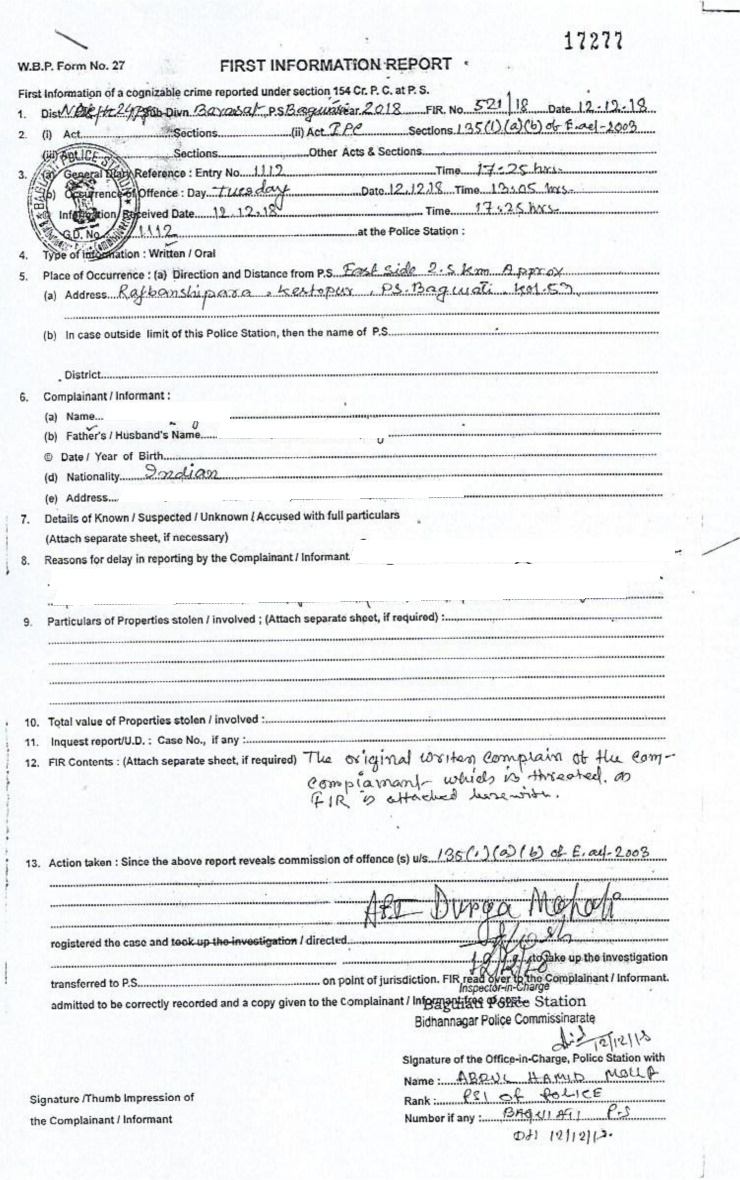 17277
W.B.P. Form No. 27 FIRST INFORMATION REPORT
First Information of a cognizable crime reported under section 154 Cr. P. C. at P. S.
1. Dist North 24 Pgs Sub-Divn. Barasat P.S Baguiati Year 2018 FIR. No. 521/18 Date 12.12.18
2. (i) Act Sections (ii) Act IPC Sections 135(1)(a)(b) of E.act-2003
(iii) Sections Other Acts & Sections
3. (a) General Diary Reference : Entry No. 1112 Time 17-25 hrs.
(b) Occurrence of Offence : Day Tuesday Date 12.12.18 Time 13.05 hrs.
© Information Received Date 12.12.18 Time 17:25 hrs.
G.D. No. 1112 at the Police Station :
4. Type of information : Written / Oral
5. Place of Occurrence : (a) Direction and Distance from P.S. East side 2.5 km Approx
(a) Address Rajbanshipara, Kestopur, PS. Baguiati, Kol-59
(b) In case outside limit of this Police Station, then the name of P.S.
District
6. Complainant / Informant :
(a) Name
(b) Father's / Husband's Name
© Date / Year of Birth
(d) Nationality Indian
(e) Address
7. Details of Known / Suspected / Unknown / Accused with full particulars
(Attach separate sheet, if necessary)
8. Reasons for delay in reporting by the Complainant / Informant
9. Particulars of Properties stolen / involved ; (Attach separate sheet, if required) :
10. Total value of Properties stolen / involved :
11. Inquest report/U.D. : Case No., if any :
12. FIR Contents : (Attach separate sheet, if required) The original writen complain of the com-
complamant which is threated. as
FIR is attached herewith.
13. Action taken : Since the above report reveals commission of offence (s) u/s. 135(1)(a)(b) of E.act-2003
Durga
registered the case and took up the investigation / directed
12/12/18 to take up the investigation
transferred to P.S. on point of jurisdiction. FIR read over to the Complainant / Informant.
Inspector-in-Charge
admitted to be correctly recorded and a copy given to the Complainant / Informant free of cost.
Baguiati Police Station
Bidhannagar Police Commissinarate
12/12/18
Signature of the Office-in-Charge, Police Station with
Name : ABDUL HAMID MOLLA
Rank : PSI OF POLICE
Number if any : BAGUIATI P.S
12/12/18.
Signature /Thumb Impression of
the Complainant / Informant